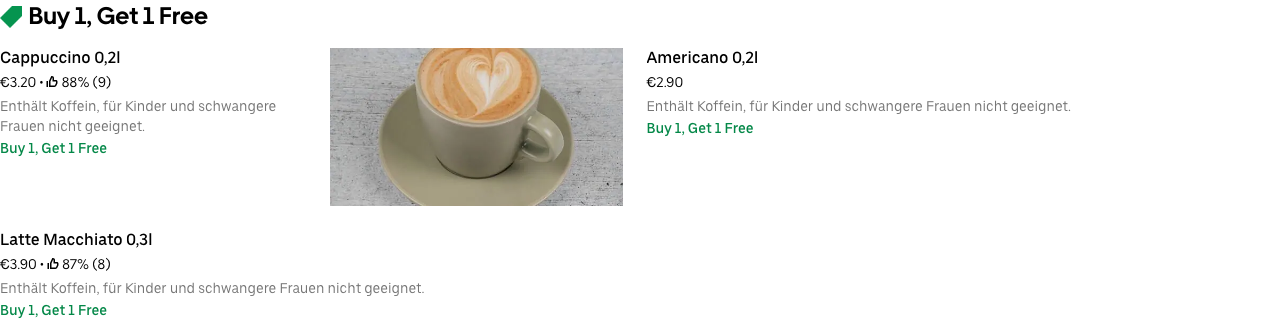 Buy 1, Get 1 Free
Cappuccino 0,2l
€3.20 • 88% (9)
Enthält Koffein, für Kinder und schwangere
Frauen nicht geeignet.
Buy 1, Get 1 Free
Americano 0,2l
€2.90
Enthält Koffein, für Kinder und schwangere Frauen nicht geeignet.
Buy 1, Get 1 Free
Latte Macchiato 0,3l
€3.90 • 87% (8)
Enthält Koffein, für Kinder und schwangere Frauen nicht geeignet.
Buy 1, Get 1 Free